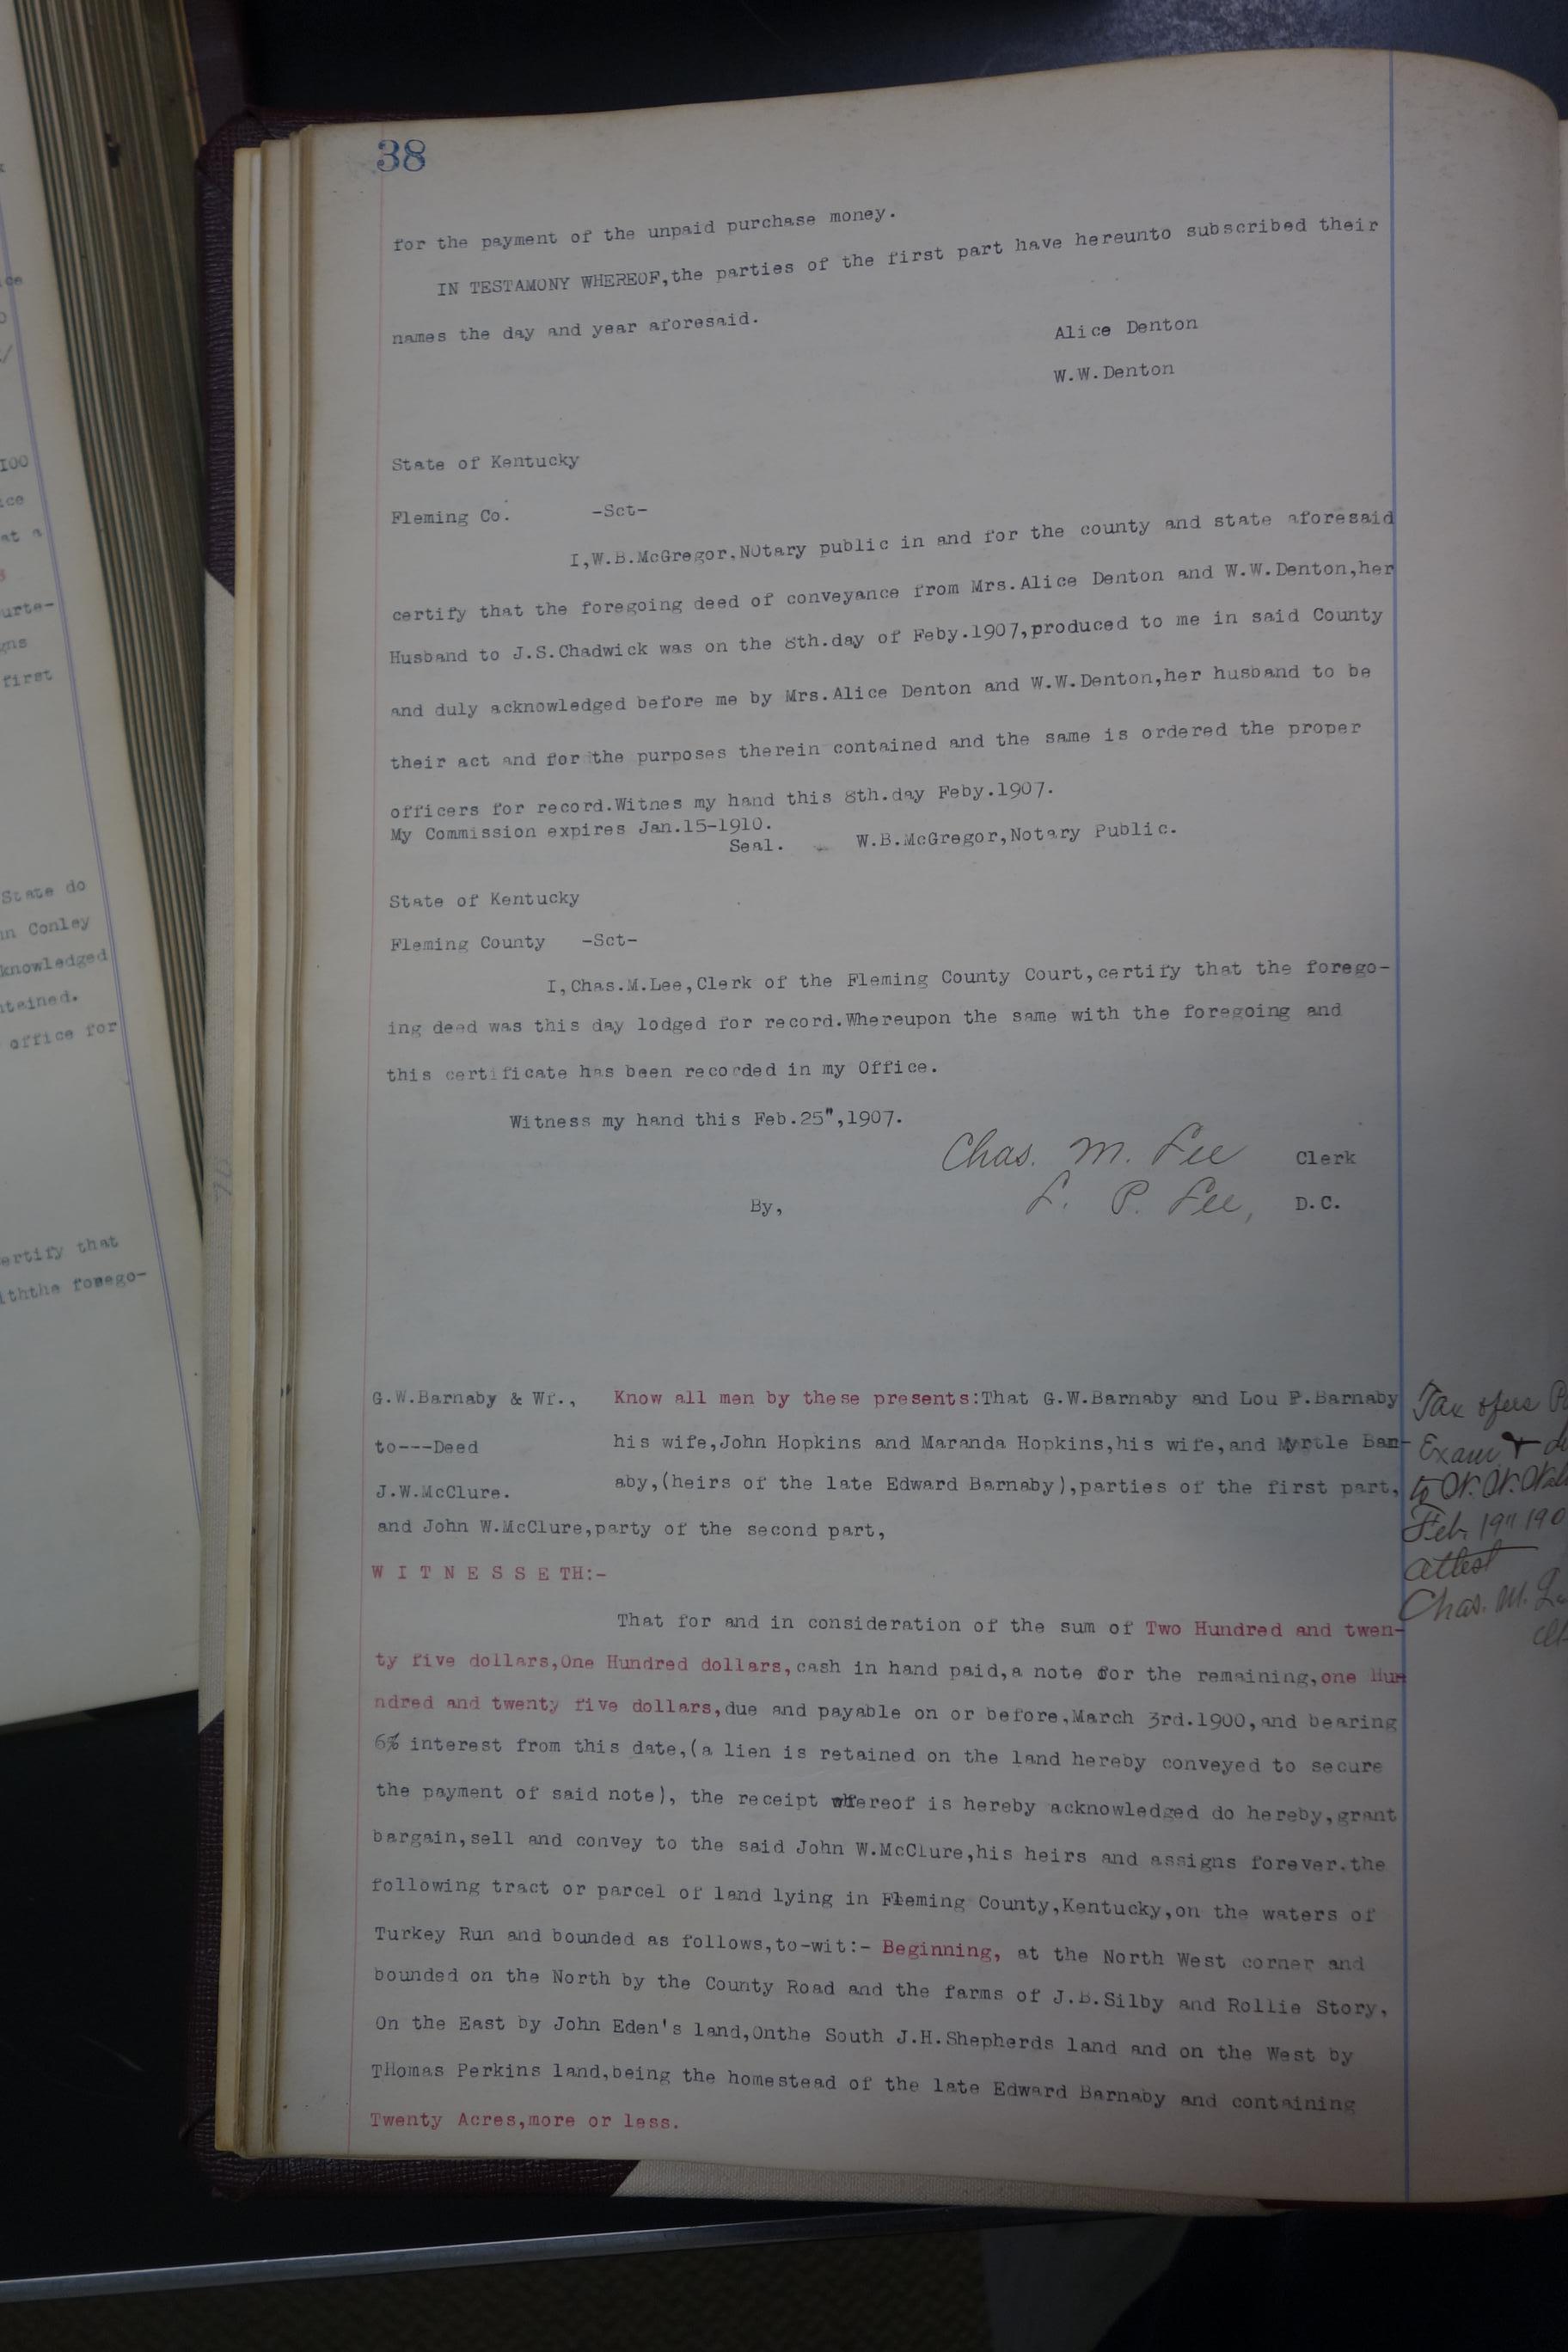 38
for the payment of the unpaid purchase money.
IN TESTAMONY WHEREOF,the parties of the first part have hereunto subscribed their
names the day and year aforesaid.
Alice Denton
W.W.Denton
State of Kentucky
Fleming Co. -Sct-
I,W.B.McGregor,NOtary public in and for the county and state aforesaid
certify that the foregoing deed of conveyance from Mrs.Alice Denton and W.W.Denton,her
Husband to J.S.Chadwick was on the 8th.day of Feby.1907,produced to me in said County
and duly acknowledged before me by Mrs.Alice Denton and W.W.Denton,her husband to be
their act and for the purposes therein contained and the same is ordered the proper
officers for record.Witnes my hand this 8th.day Feby.1907.
My Commission expires Jan.15-1910.
Seal. W.B.McGregor,Notary Public.
State of Kentucky
Fleming County -Sct-
I,Chas.M.Lee,Clerk of the Fleming County Court,certify that the forego-
ing deed was this day lodged for record.Whereupon the same with the foregoing and
this certificate has been recorded in my Office.
Witness my hand this Feb.25",1907.
Chas. M. Lee Clerk
By, L. P. Lee, D.C.
G.W.Barnaby & Wf., Know all men by these presents:That G.W.Barnaby and Lou P.Barnaby
to---Deed his wife,John Hopkins and Maranda Hopkins,his wife,and Myrtle Ban-
J.W.McClure. aby,(heirs of the late Edward Barnaby),parties of the first part,
and John W.McClure,party of the second part,
W I T N E S S E TH:-
That for and in consideration of the sum of Two Hundred and twen-
ty five dollars,One Hundred dollars,cash in hand paid,a note for the remaining,one Hun
ndred and twenty five dollars,due and payable on or before,March 3rd.1900,and bearing
6% interest from this date,(a lien is retained on the land hereby conveyed to secure
the payment of said note), the receipt whereof is hereby acknowledged do hereby,grant
bargain,sell and convey to the said John W.McClure,his heirs and assigns forever.the
following tract or parcel of land lying in Fleming County,Kentucky,on the waters of
Turkey Run and bounded as follows,to-wit:- Beginning, at the North West corner and
bounded on the North by the County Road and the farms of J.B.Silby and Rollie Story,
On the East by John Eden's land,Onthe South J.H.Shepherds land and on the West by
THomas Perkins land,being the homestead of the late Edward Barnaby and containing
Twenty Acres,more or less.
Tax
Exam
to W. W.
Feb. 19" 190
attest
Chas. M.
I00
at a
urte-
first
State do
Conley
knowledged
office for
ertify that
iththe forego-